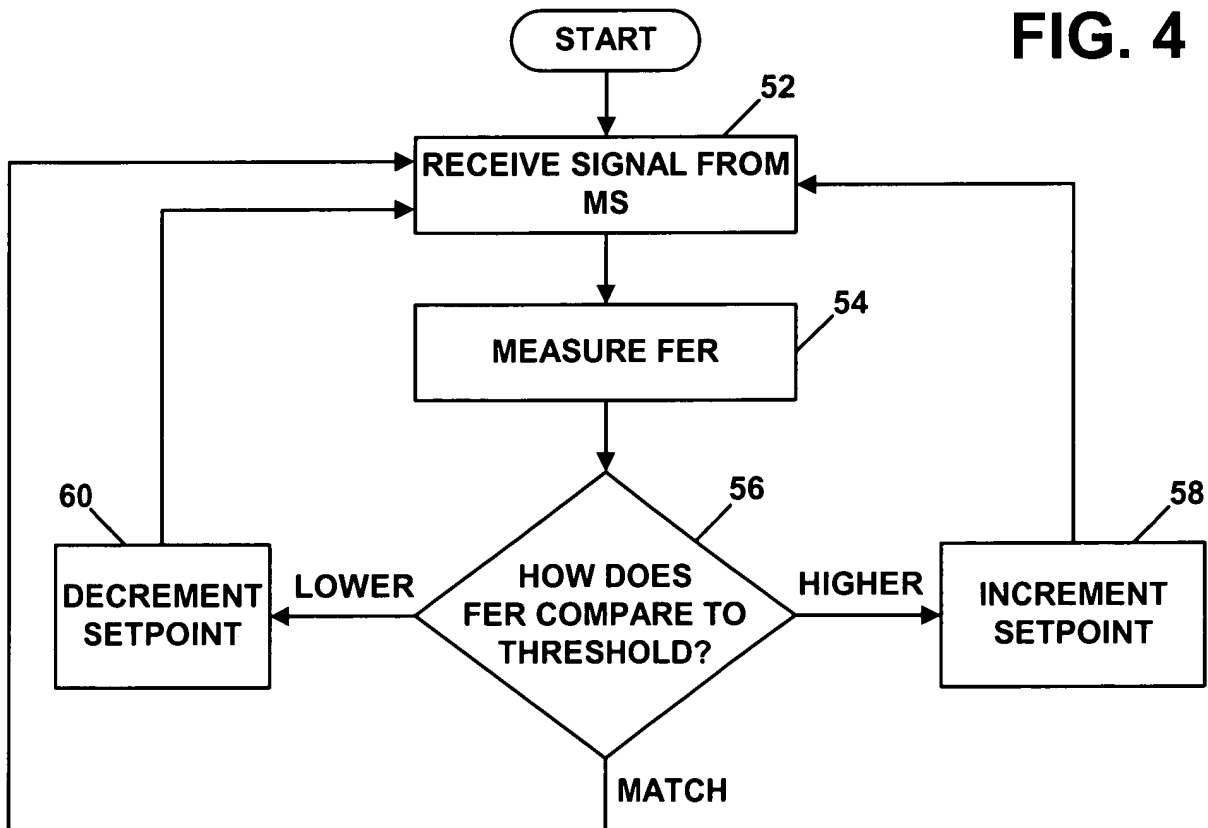 FIG. 4
START
52
RECEIVE SIGNAL FROM
MS
54
MEASURE FER
56
HOW DOES
FER COMPARE TO
THRESHOLD?
LOWER
HIGHER
60
DECREMENT
SETPOINT
58
INCREMENT
SETPOINT
MATCH